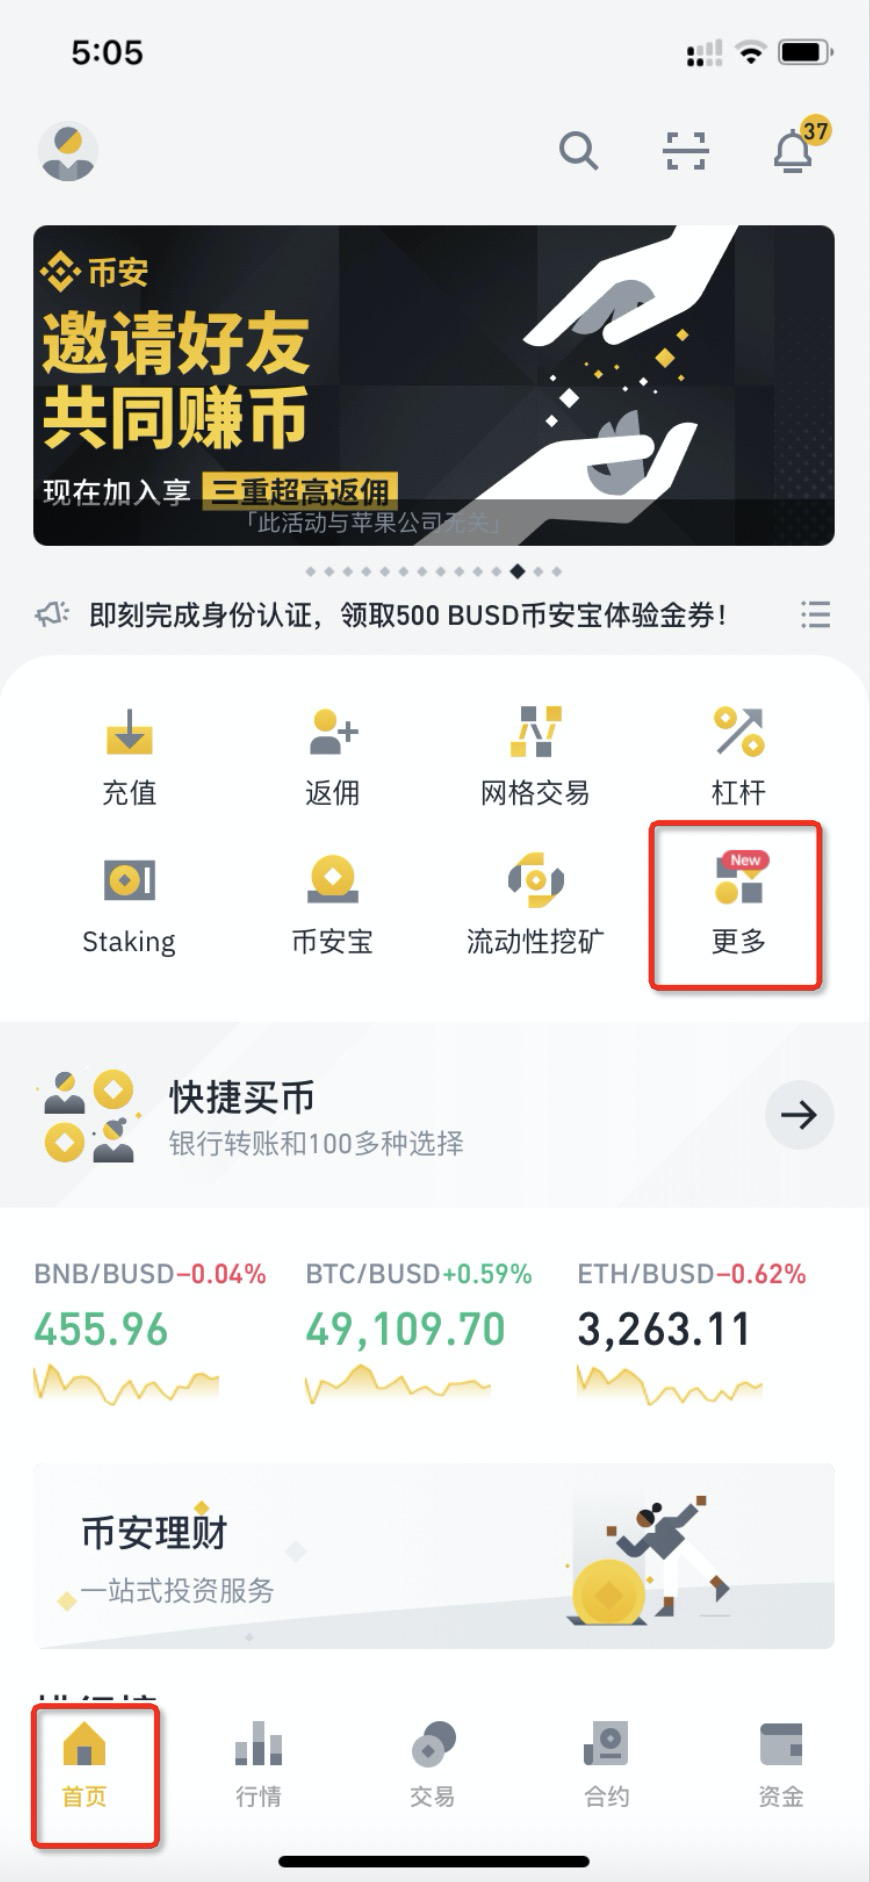 5:05
37
币安
邀请好友
共同赚币
现在加入享 三重超高返佣
「此活动与苹果公司无关」
即刻完成身份认证，领取500 BUSD币安宝体验金券！
充值 返佣 网格交易 杠杆
New
Staking 币安宝 流动性挖矿 更多
快捷买币
银行转账和100多种选择
BNB/BUSD-0.04% BTC/BUSD+0.59% ETH/BUSD-0.62%
455.96 49,109.70 3,263.11
币安理财
一站式投资服务
首页 行情 交易 合约 资金